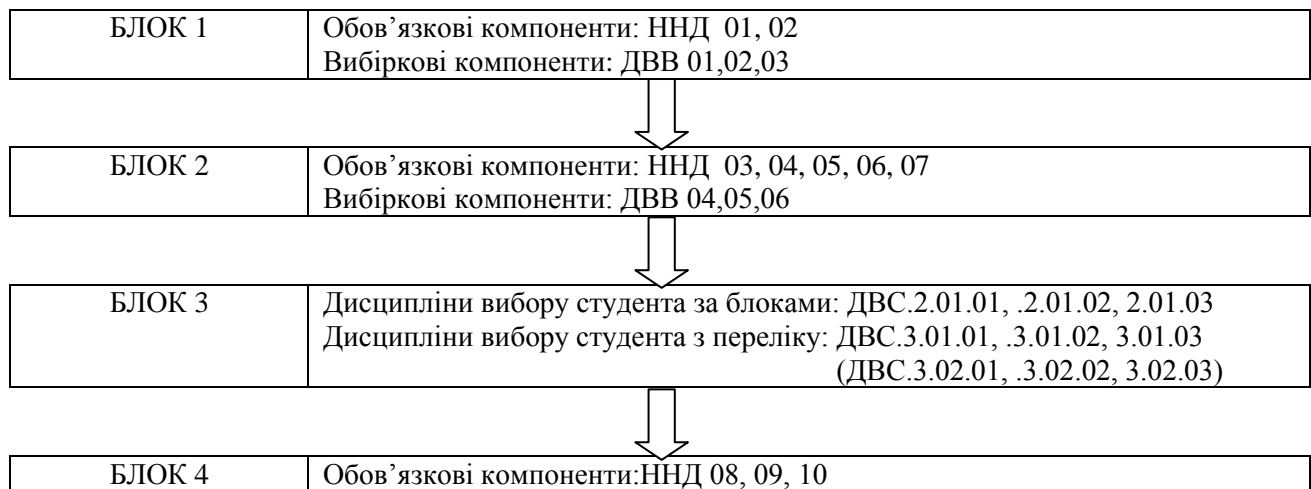 БЛОК 1
Обов’язкові компоненти: ННД 01, 02
Вибіркові компоненти: ДВВ 01,02,03
БЛОК 2
Обов’язкові компоненти: ННД 03, 04, 05, 06, 07
Вибіркові компоненти: ДВВ 04,05,06
БЛОК 3
Дисципліни вибору студента за блоками: ДВС.2.01.01, .2.01.02, 2.01.03
Дисципліни вибору студента з переліку: ДВС.3.01.01, .3.01.02, 3.01.03
(ДВС.3.02.01, .3.02.02, 3.02.03)
БЛОК 4
Обов’язкові компоненти:ННД 08, 09, 10